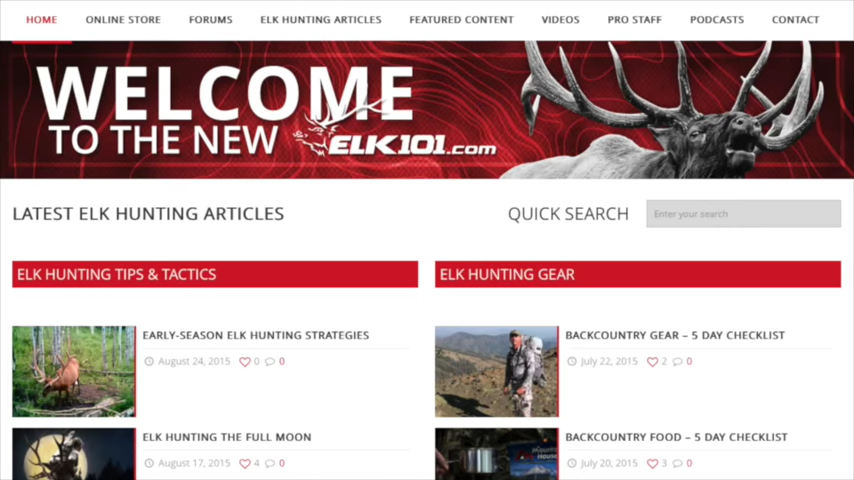 HOME ONLINE STORE FORUMS ELK HUNTING ARTICLES FEATURED CONTENT VIDEOS PRO STAFF PODCASTS CONTACT
WELCOME
TO THE NEW ELK101.com
LATEST ELK HUNTING ARTICLES
QUICK SEARCH Enter your search
ELK HUNTING TIPS & TACTICS
EARLY-SEASON ELK HUNTING STRATEGIES
August 24, 2015 0 0
ELK HUNTING THE FULL MOON
August 17, 2015 4 0
ELK HUNTING GEAR
BACKCOUNTRY GEAR – 5 DAY CHECKLIST
July 22, 2015 2 0
BACKCOUNTRY FOOD – 5 DAY CHECKLIST
July 20, 2015 3 0